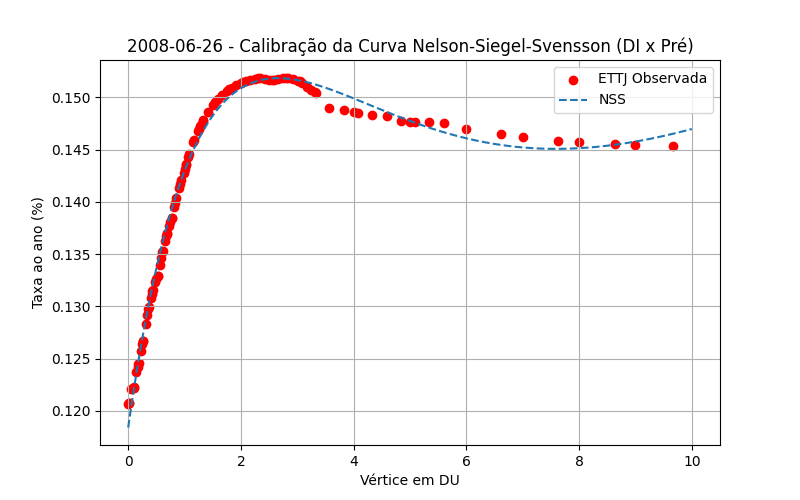 2008-06-26 - Calibração da Curva Nelson-Siegel-Svensson (DI x Pré)
ETTJ Observada
NSS
0.150
0.145
0.140
0.135
0.130
0.125
0.120
Taxa ao ano (%)
0 2 4 6 8 10
Vértice em DU